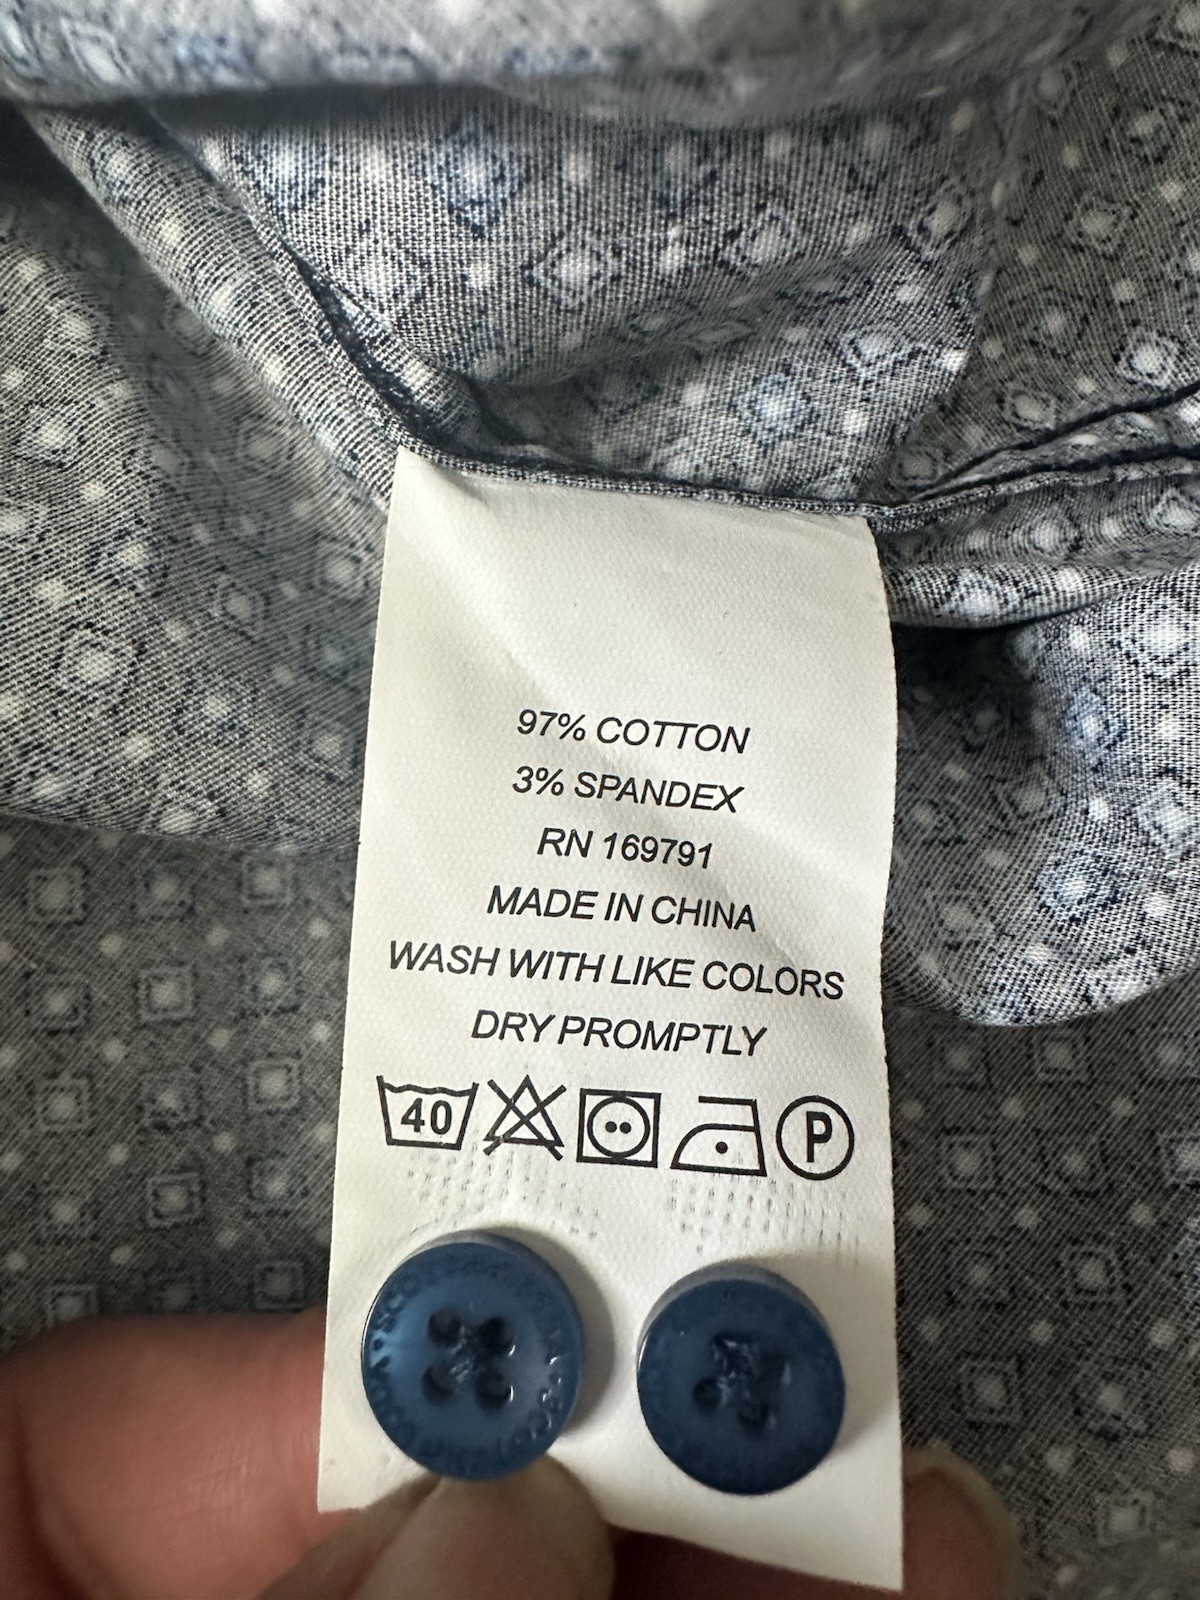 97% COTTON
3% SPANDEX
RN 169791
MADE IN CHINA
WASH WITH LIKE COLORS
DRY PROMPTLY
40
P